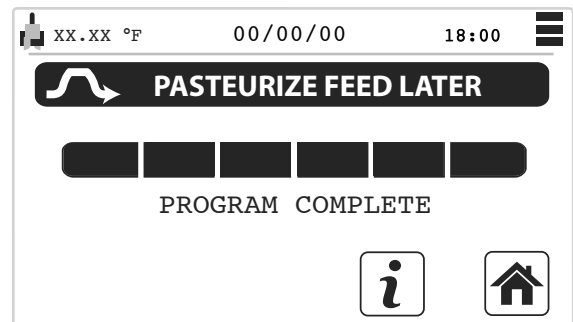 XX.XX °F 00/00/00 18:00
PASTEURIZE FEED LATER
PROGRAM COMPLETE
i